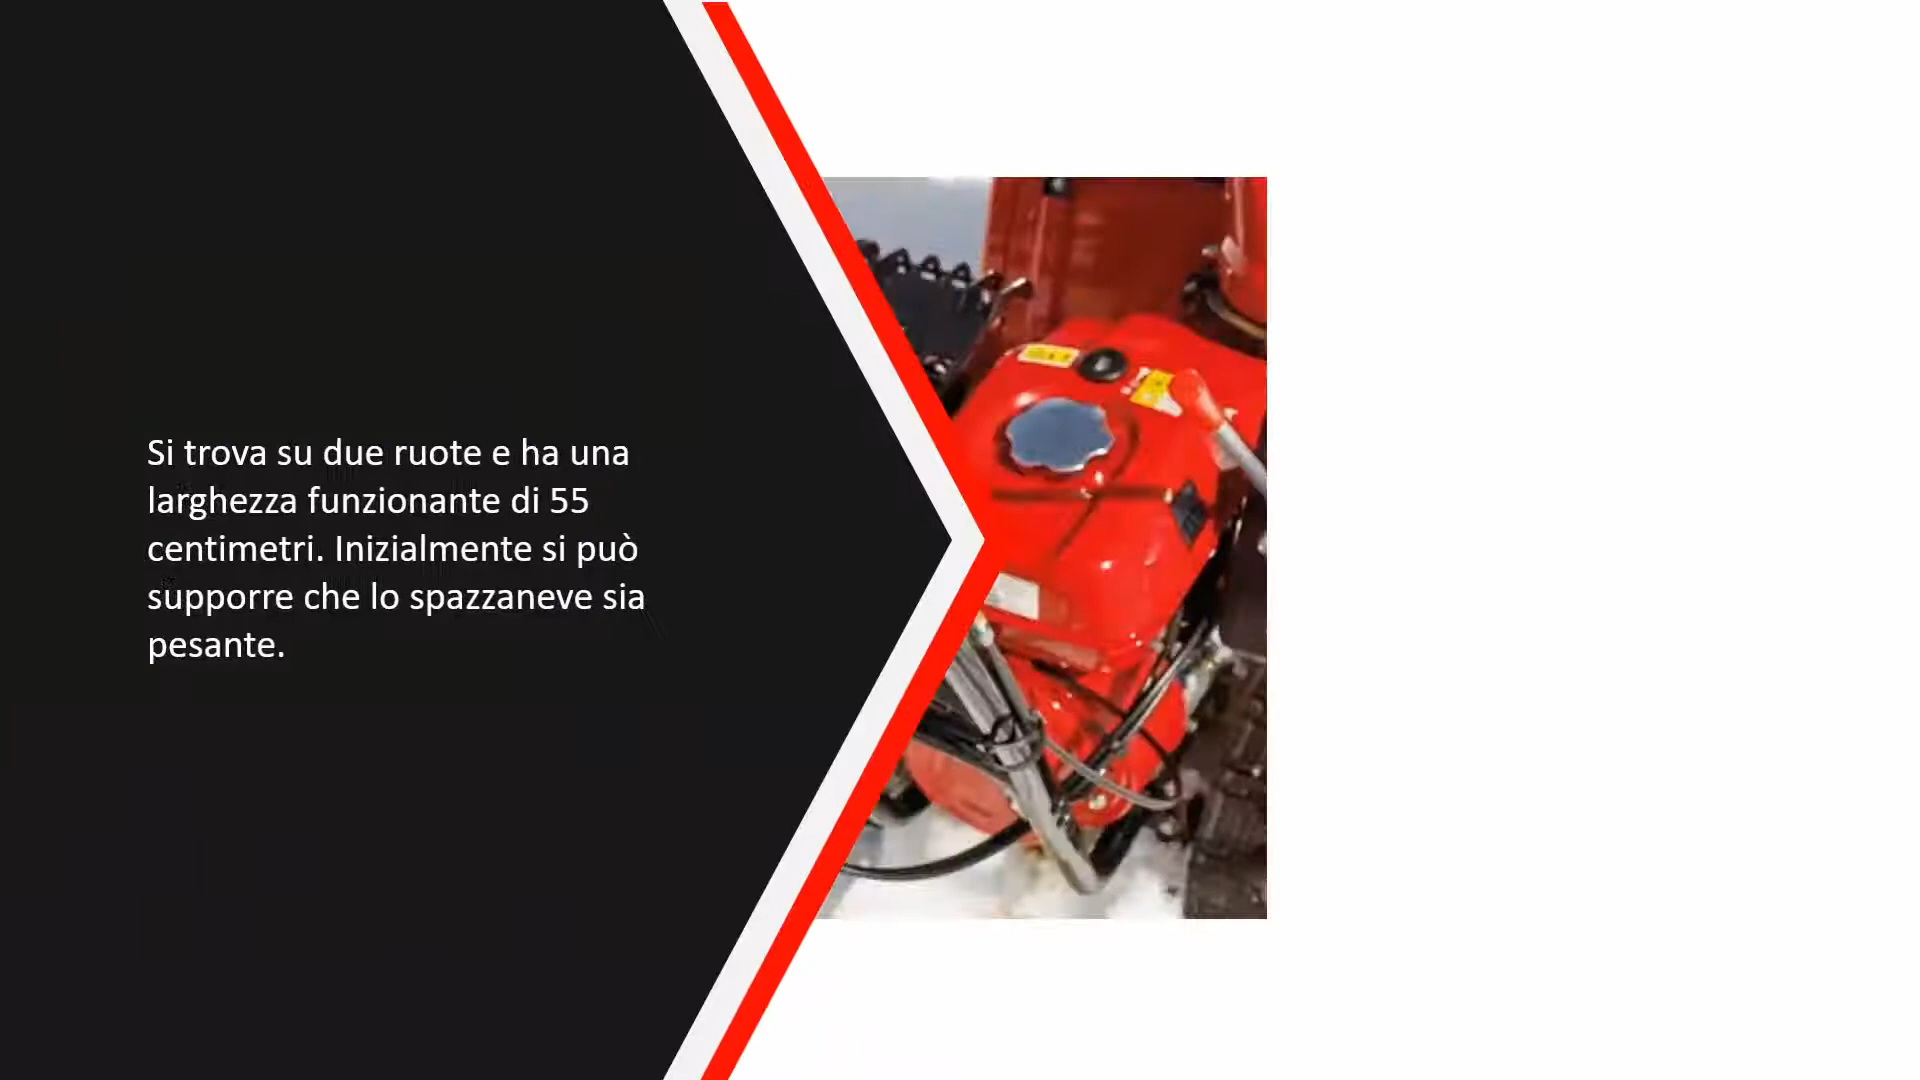 Si trova su due ruote e ha una
larghezza funzionante di 55
centimetri. Inizialmente si può
supporre che lo spazzaneve sia
pesante.